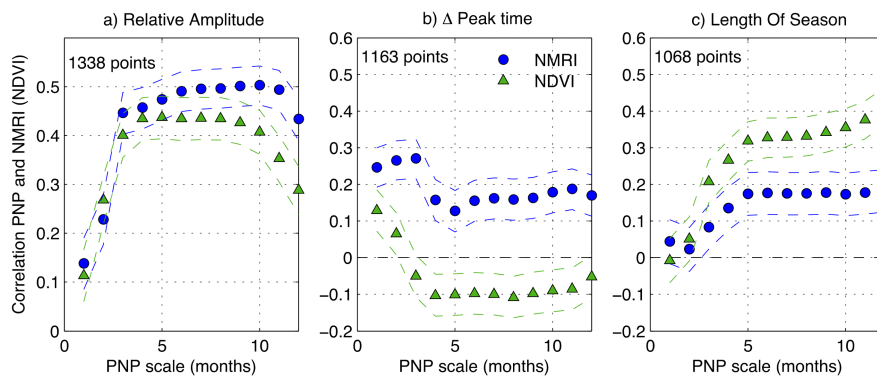 a) Relative Amplitude
b) Δ Peak time
c) Length Of Season
Correlation PNP and NMRI (NDVI)
1338 points
0.5
0.4
0.3
0.2
0.1
0
0
5
10
PNP scale (months)
1163 points
NMRI
NDVI
0.6
0.5
0.4
0.3
0.2
0.1
0
−0.1
−0.2
0
5
10
PNP scale (months)
1068 points
0.6
0.5
0.4
0.3
0.2
0.1
0
−0.1
−0.2
0
5
10
PNP scale (months)